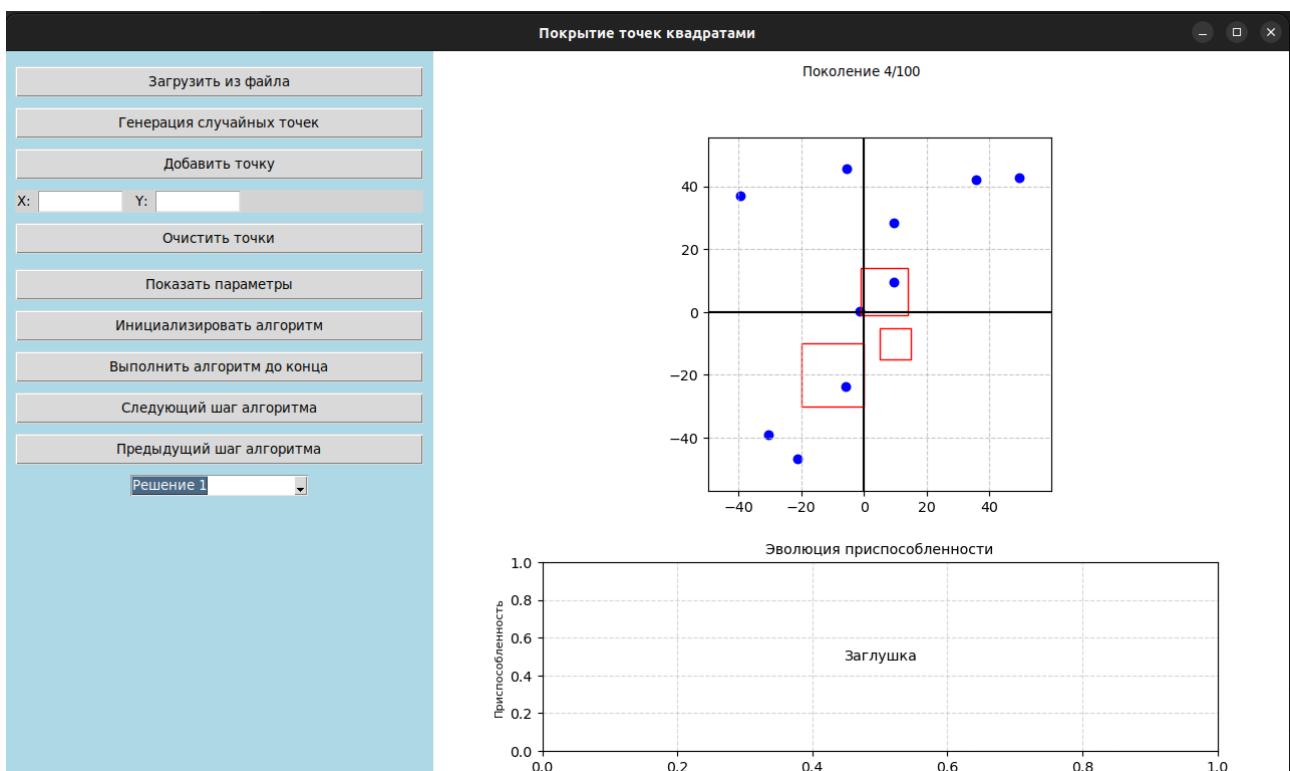 Покрытие точек квадратами
Загрузить из файла
Генерация случайных точек
Добавить точку
X: Y:
Очистить точки
Показать параметры
Инициализировать алгоритм
Выполнить алгоритм до конца
Следующий шаг алгоритма
Предыдущий шаг алгоритма
Решение 1
Поколение 4/100
40
20
0
−20
−40
−40 −20 0 20 40
Эволюция приспособленности
Приспособленность
1.0
0.8
0.6
0.4
0.2
0.0
Заглушка
0.0 0.2 0.4 0.6 0.8 1.0